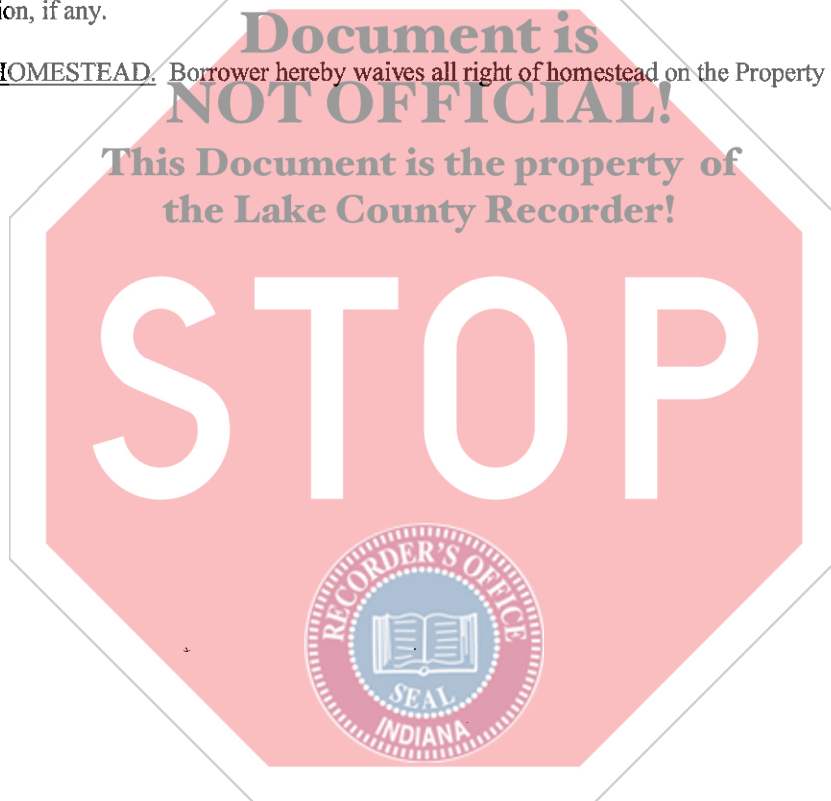 ion, if any.
Document is
HOMESTEAD. Borrower hereby waives all right of homestead on the Property
NOT OFFICIAL!
This Document is the property of
the Lake County Recorder!
STOP
RECORDER'S OFFICE
SEAL
INDIANA